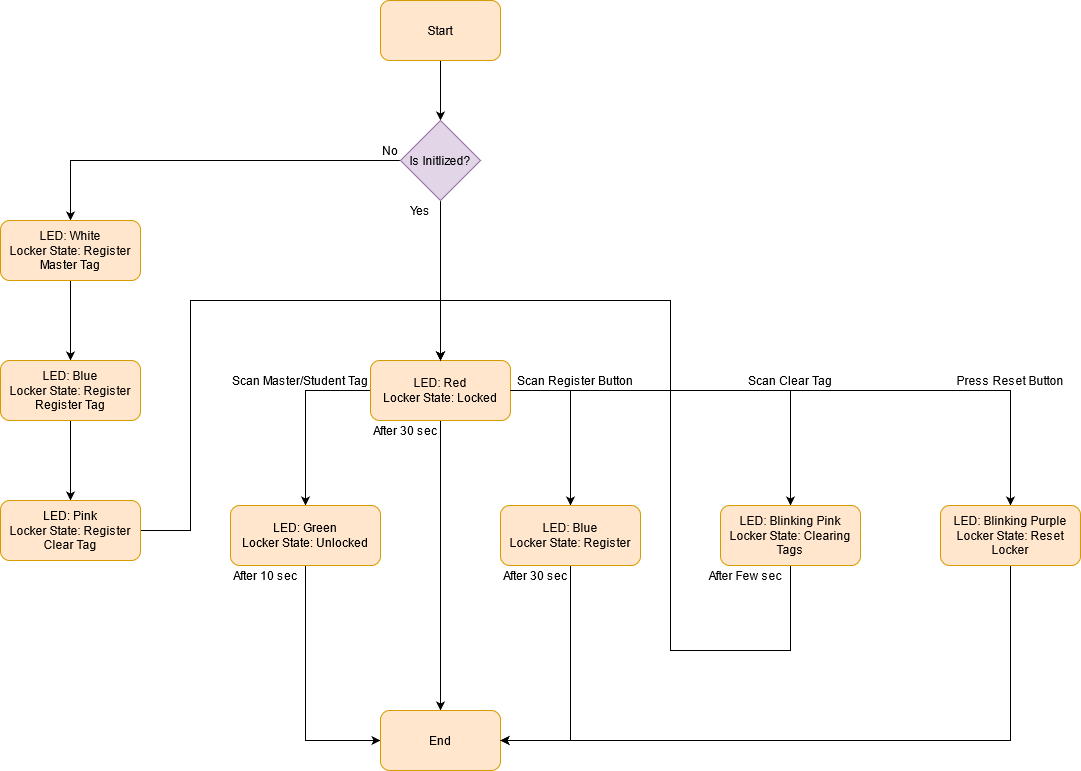 Start
Is Initlized?
No
Yes
LED: White
Locker State: Register
Master Tag
LED: Blue
Locker State: Register
Register Tag
LED: Pink
Locker State: Register
Clear Tag
Scan Master/Student Tag
LED: Red
Locker State: Locked
Scan Register Button
Scan Clear Tag
Press Reset Button
After 30 sec
LED: Green
Locker State: Unlocked
LED: Blue
Locker State: Register
LED: Blinking Pink
Locker State: Clearing
Tags
LED: Blinking Purple
Locker State: Reset
Locker
After 10 sec
After 30 sec
After Few sec
End